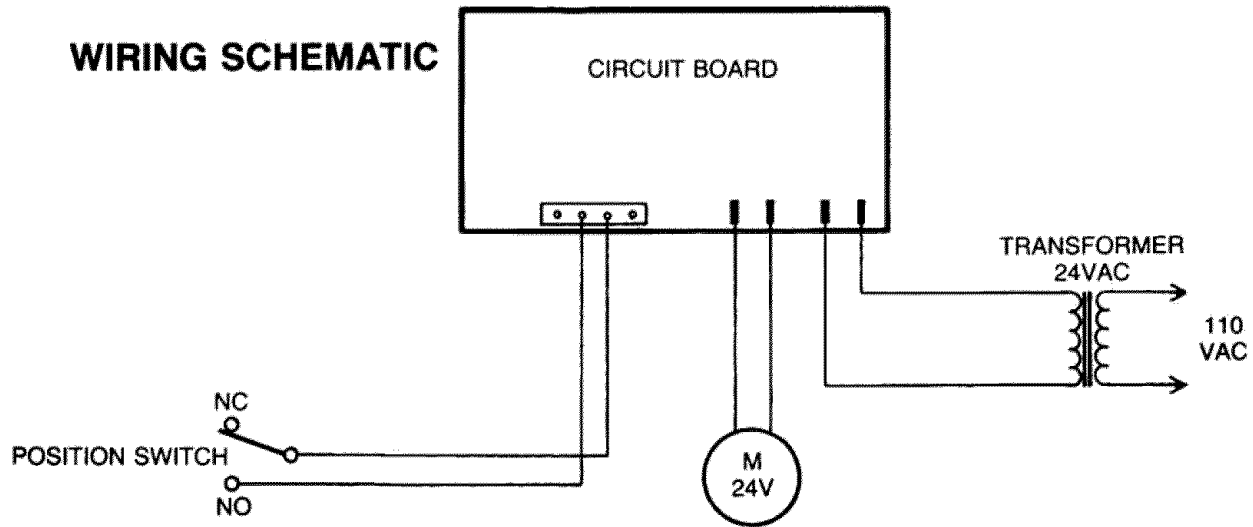 WIRING SCHEMATIC
CIRCUIT BOARD
TRANSFORMER
24VAC
110
VAC
NC
POSITION SWITCH
NO
M
24V